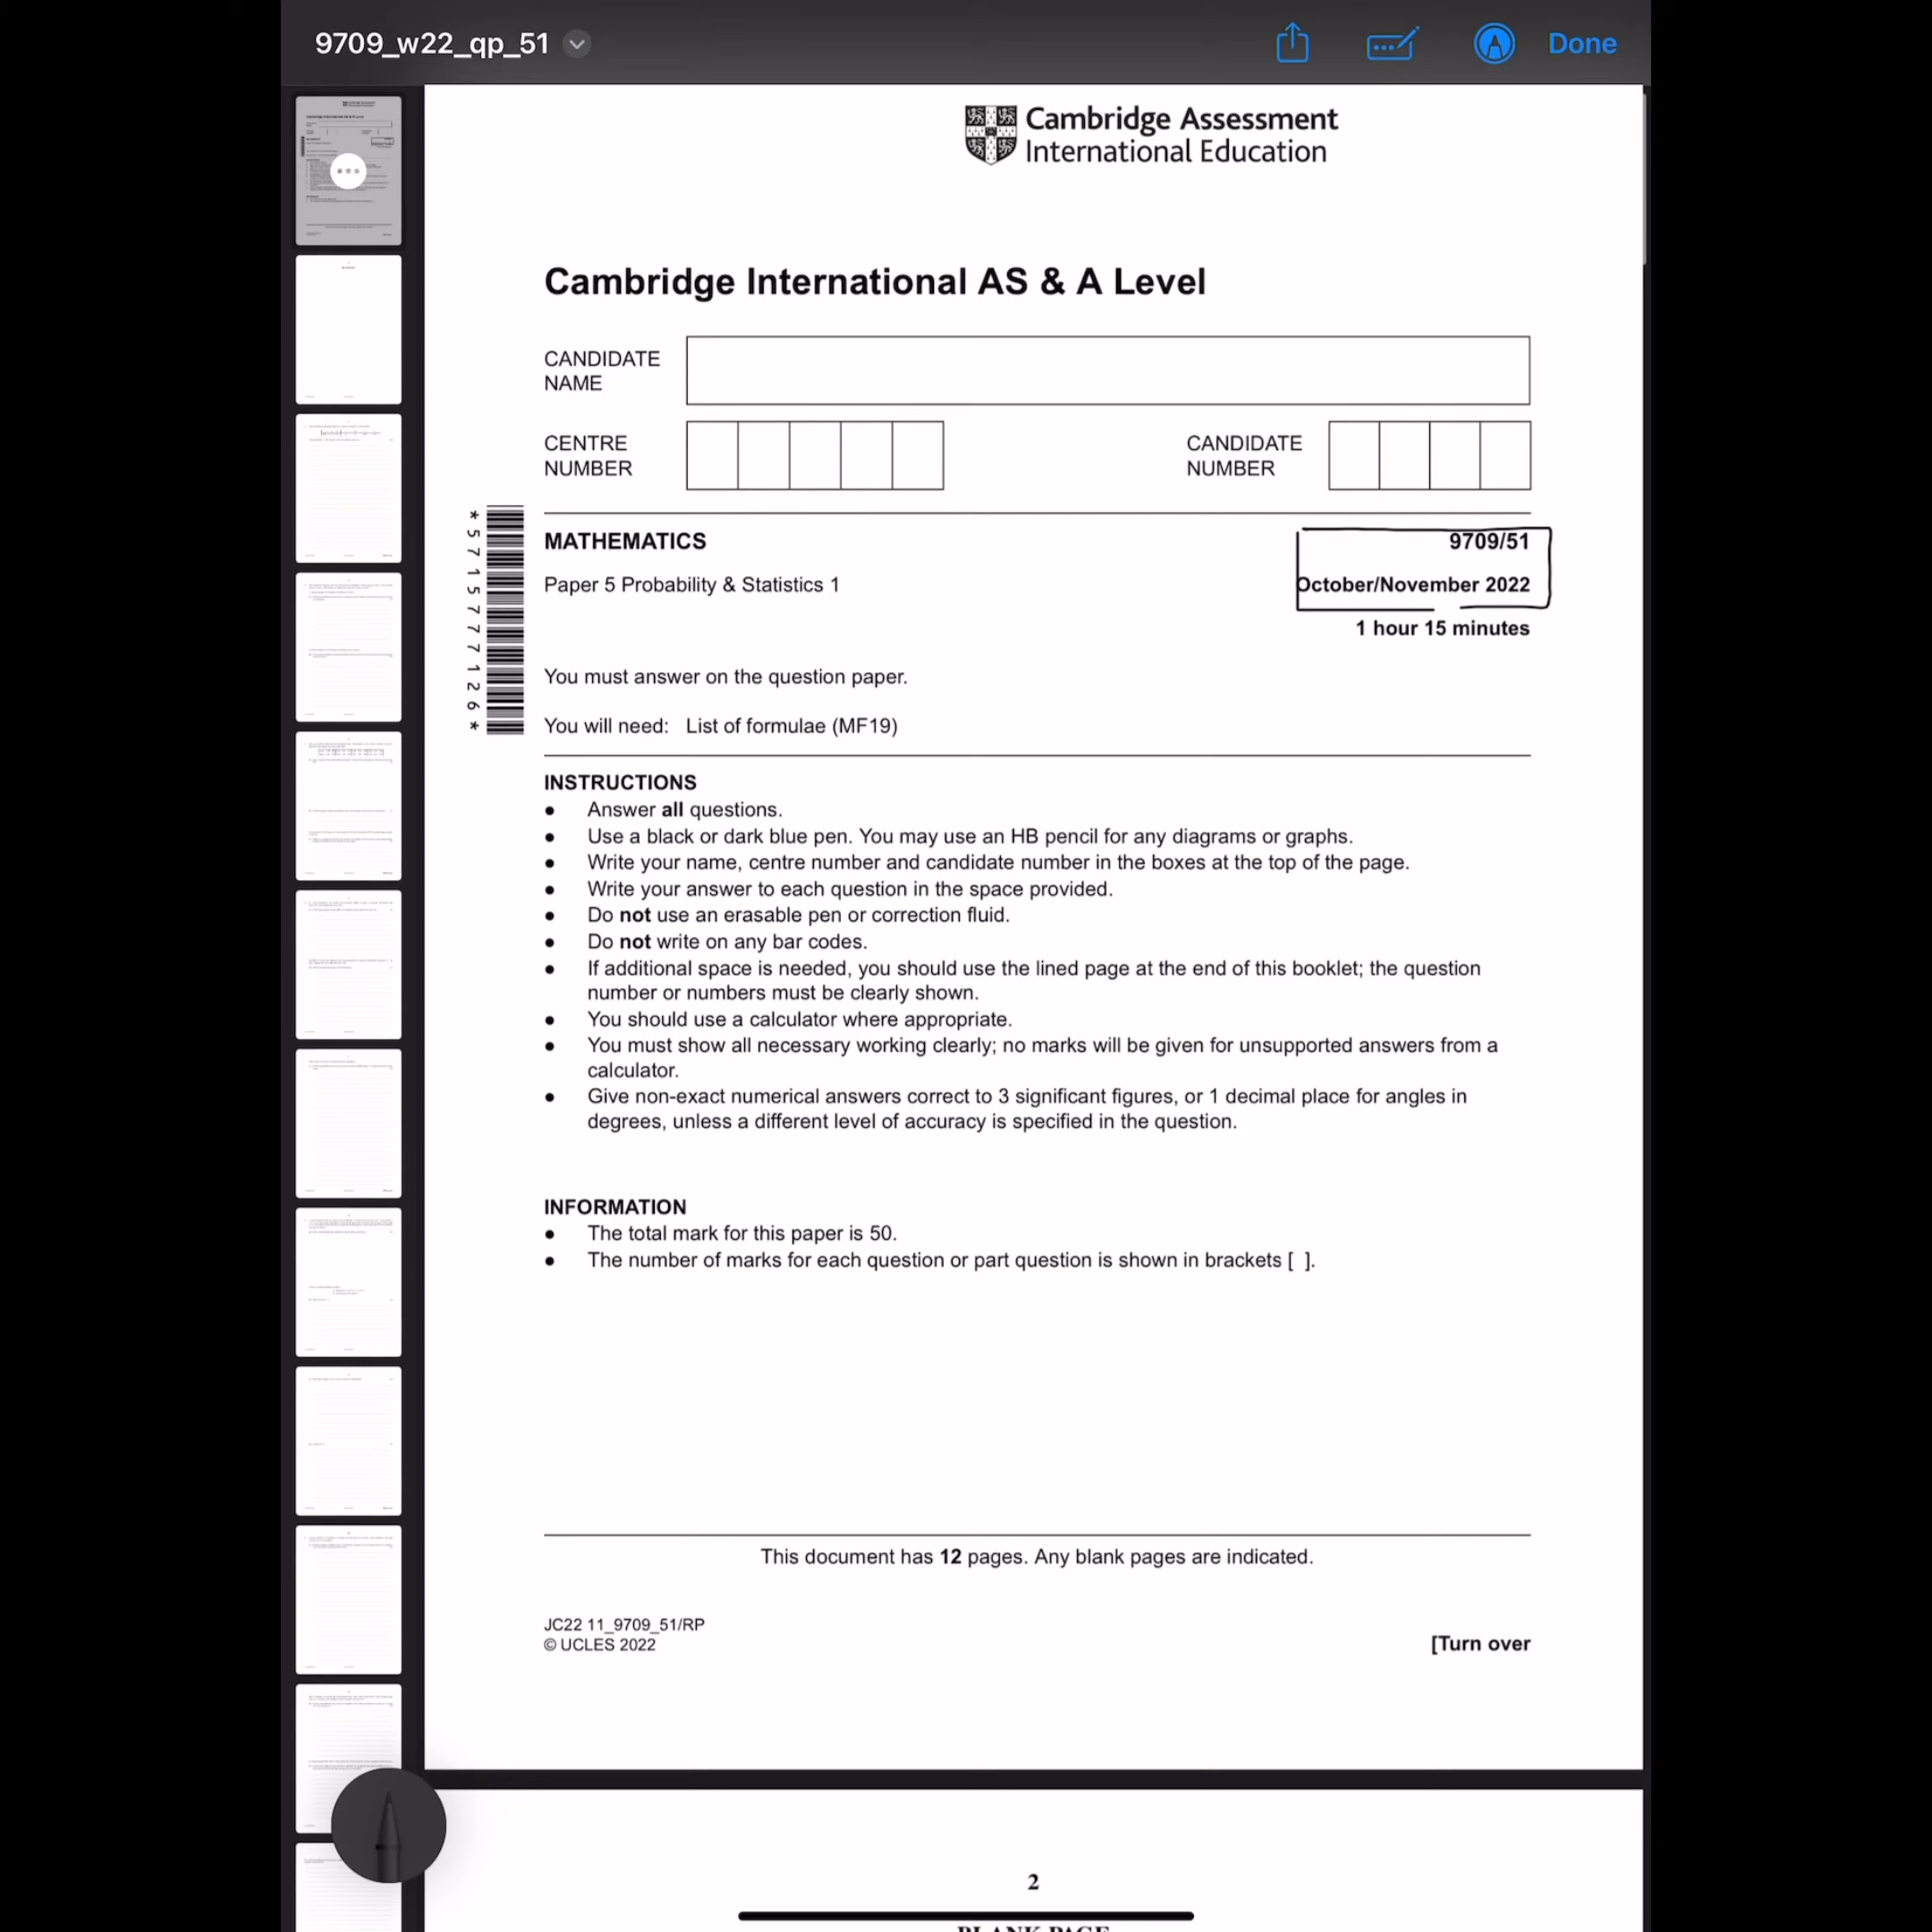 9709_w22_qp_51
Done
Cambridge Assessment
International Education
Cambridge International AS & A Level
CANDIDATE
NAME
CENTRE
NUMBER
CANDIDATE
NUMBER
*5715777126*
MATHEMATICS
9709/51
Paper 5 Probability & Statistics 1
October/November 2022
1 hour 15 minutes
You must answer on the question paper.
You will need: List of formulae (MF19)
INSTRUCTIONS
● Answer all questions.
● Use a black or dark blue pen. You may use an HB pencil for any diagrams or graphs.
● Write your name, centre number and candidate number in the boxes at the top of the page.
● Write your answer to each question in the space provided.
● Do not use an erasable pen or correction fluid.
● Do not write on any bar codes.
● If additional space is needed, you should use the lined page at the end of this booklet; the question
number or numbers must be clearly shown.
● You should use a calculator where appropriate.
● You must show all necessary working clearly; no marks will be given for unsupported answers from a
calculator.
● Give non-exact numerical answers correct to 3 significant figures, or 1 decimal place for angles in
degrees, unless a different level of accuracy is specified in the question.
INFORMATION
● The total mark for this paper is 50.
● The number of marks for each question or part question is shown in brackets [ ].
This document has 12 pages. Any blank pages are indicated.
JC22 11_9709_51/RP
© UCLES 2022
[Turn over
2
BLANK PAGE